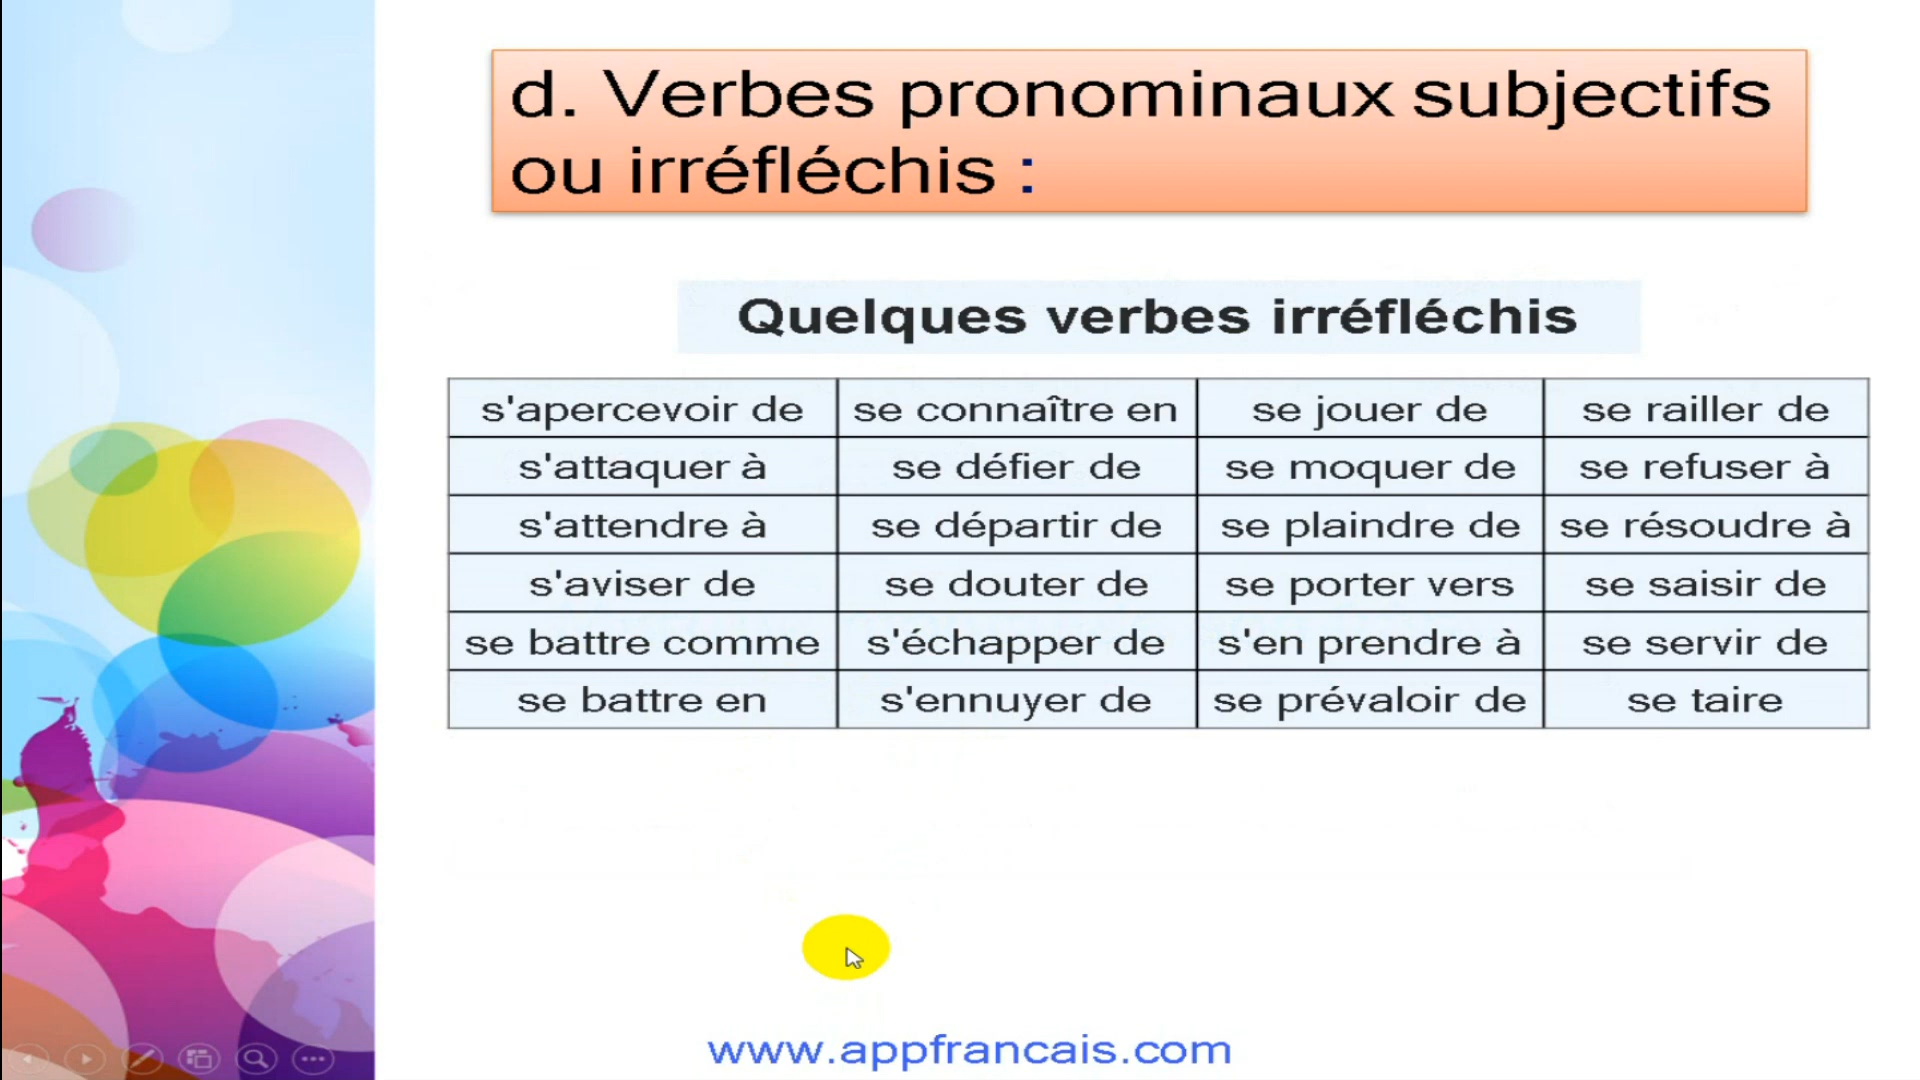 d. Verbes pronominaux subjectifs
ou irréfléchis :
Quelques verbes irréfléchis
s'apercevoir de se connaître en se jouer de se railler de
s'attaquer à se défier de se moquer de se refuser à
s'attendre à se départir de se plaindre de se résoudre à
s'aviser de se douter de se porter vers se saisir de
se battre comme s'échapper de s'en prendre à se servir de
se battre en s'ennuyer de se prévaloir de se taire
www.appfrancais.com